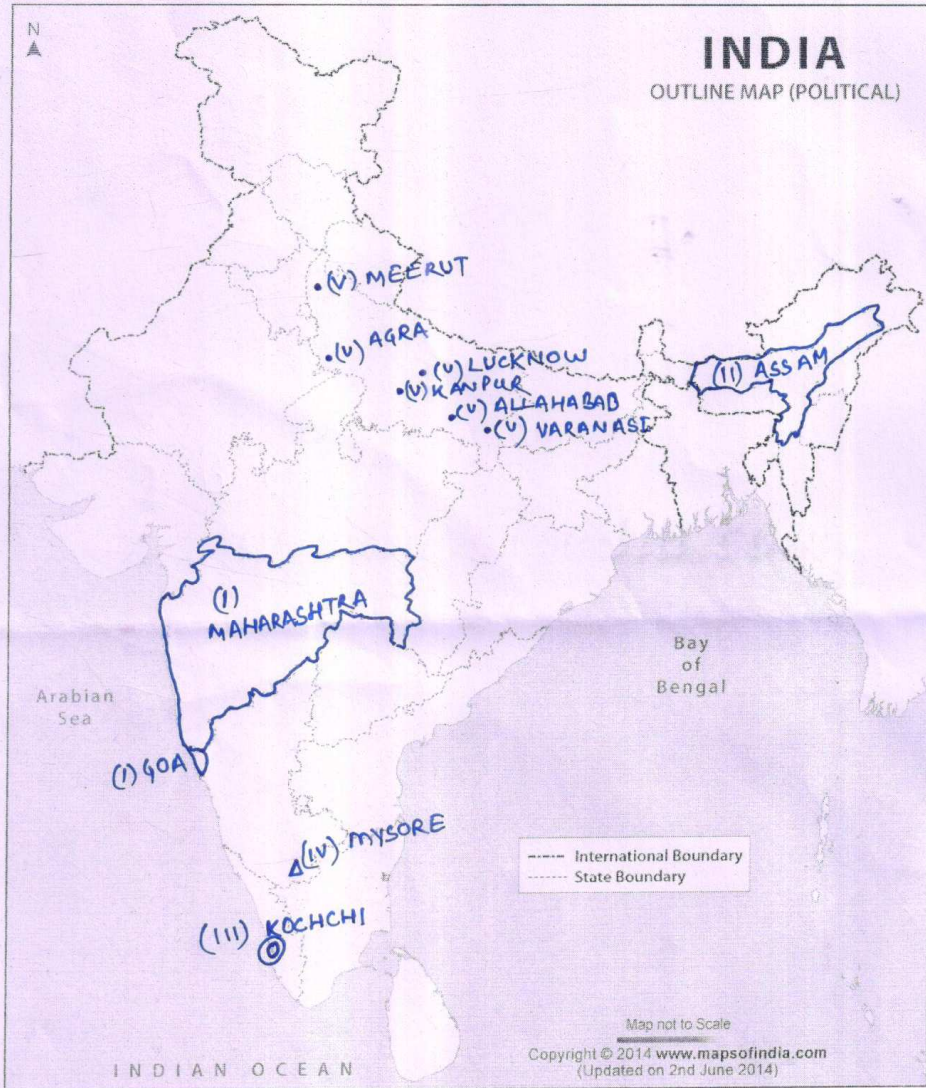 N
INDIA
OUTLINE MAP (POLITICAL)
(V) MEERUT
(V) AGRA
(V) LUCKNOW
(V) KANPUR
(V) ALLAHABAB
(V) VARANASI
(II) ASSAM
(I)
MAHARASHTRA
Bay
of
Bengal
Arabian
Sea
(I) GOA
(IV) MYSORE
International Boundary
State Boundary
(III) KOCHCHI
Map not to Scale
Copyright © 2014 www.mapsofindia.com
(Updated on 2nd June 2014)
INDIAN OCEAN